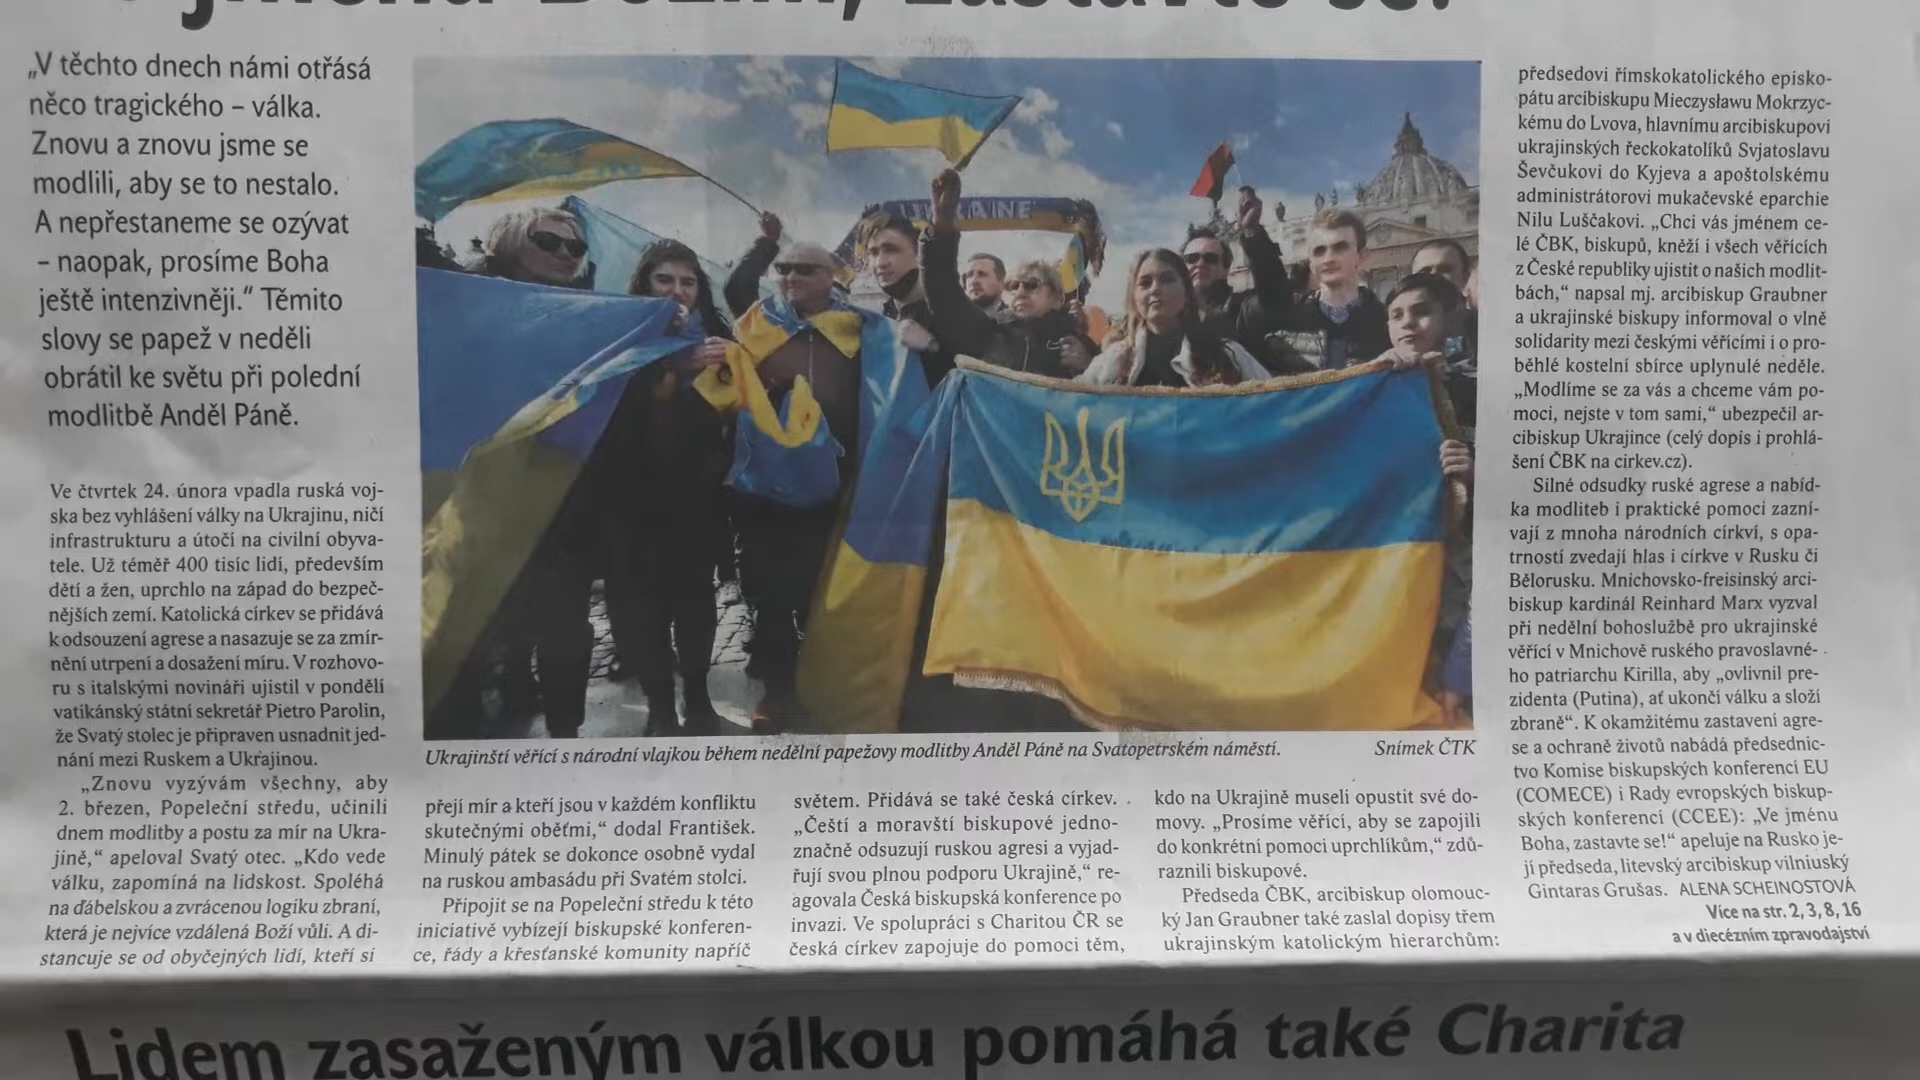 „V těchto dnech námi otřásá
něco tragického – válka.
Znovu a znovu jsme se
modlili, aby se to nestalo.
A nepřestaneme se ozývat
– naopak, prosíme Boha
ještě intenzivněji.“ Těmito
slovy se papež v neděli
obrátil ke světu při polední
modlitbě Anděl Páně.
Ve čtvrtek 24. února vpadla ruská voj-
ska bez vyhlášení války na Ukrajinu, ničí
infrastrukturu a útočí na civilní obyva-
tele. Už téměř 400 tisíc lidí, především
dětí a žen, uprchlo na západ do bezpeč-
nějších zemí. Katolická církev se přidává
k odsouzení agrese a nasazuje se za zmír-
nění utrpení a dosažení míru. V rozhovo-
ru s italskými novináři ujistil v pondělí
vatikánský státní sekretář Pietro Parolin,
že Svatý stolec je připraven usnadnit jed-
nání mezi Ruskem a Ukrajinou.
„Znovu vyzývám všechny, aby
2. březen, Popeleční středu, učinili
dnem modlitby a postu za mír na Ukra-
jině,“ apeloval Svatý otec. „Kdo vede
válku, zapomíná na lidskost. Spoléhá
na ďábelskou a zvrácenou logiku zbraní,
která je nejvíce vzdálená Boží vůli. A di-
stancuje se od obyčejných lidí, kteří si
UKRAINE
Ukrajinští věřící s národní vlajkou během nedělní papežovy modlitby Anděl Páně na Svatopetrském náměstí.
Snímek ČTK
přejí mír a kteří jsou v každém konfliktu
skutečnými oběťmi,“ dodal František.
Minulý pátek se dokonce osobně vydal
na ruskou ambasádu při Svatém stolci.
Připojit se na Popeleční středu k této
iniciativě vybízejí biskupské konferen-
ce, řády a křesťanské komunity napříč
světem. Přidává se také česká církev.
„Čeští a moravští biskupové jedno-
značně odsuzují ruskou agresi a vyjad-
řují svou plnou podporu Ukrajině,“ re-
agovala Česká biskupská konference po
invazi. Ve spolupráci s Charitou ČR se
česká církev zapojuje do pomoci těm,
kdo na Ukrajině museli opustit své do-
movy. „Prosíme věřící, aby se zapojili
do konkrétní pomoci uprchlíkům,“ zdů-
raznili biskupové.
Předseda ČBK, arcibiskup olomouc-
ký Jan Graubner také zaslal dopisy třem
ukrajinským katolickým hierarchům:
předsedovi římskokatolického episko-
pátu arcibiskupu Mieczysławu Mokrzyc-
kému do Lvova, hlavnímu arcibiskupovi
ukrajinských řeckokatolíků Svjatoslavu
Ševčukovi do Kyjeva a apoštolskému
administrátorovi mukačevské eparchie
Nilu Luščakovi. „Chci vás jménem ce-
lé ČBK, biskupů, kněží i všech věřících
z České republiky ujistit o našich modlit-
bách,“ napsal mj. arcibiskup Graubner
a ukrajinské biskupy informoval o vlně
solidarity mezi českými věřícími i o pro-
běhlé kostelní sbírce uplynulé neděle.
„Modlíme se za vás a chceme vám po-
moci, nejste v tom sami,“ ubezpečil ar-
cibiskup Ukrajince (celý dopis i prohlá-
šení ČBK na cirkev.cz).
Silné odsudky ruské agrese a nabíd-
ka modliteb i praktické pomoci zazní-
vají z mnoha národních církví, s opa-
trností zvedají hlas i církve v Rusku či
Bělorusku. Mnichovsko-freisinský arci-
biskup kardinál Reinhard Marx vyzval
při nedělní bohoslužbě pro ukrajinské
věřící v Mnichově ruského pravoslavné-
ho patriarchu Kirilla, aby „ovlivnil pre-
zidenta (Putina), ať ukončí válku a složí
zbraně“. K okamžitému zastavení agre-
se a ochraně životů nabádá předsednic-
tvo Komise biskupských konferencí EU
(COMECE) i Rady evropských biskup-
ských konferencí (CCEE): „Ve jménu
Boha, zastavte se!“ apeluje na Rusko je-
jí předseda, litevský arcibiskup vilniuský
Gintaras Grušas. ALENA SCHEINOSTOVÁ
Více na str. 2, 3, 8, 16
a v diecézním zpravodajství
Lidem zasaženým válkou pomáhá také Charita